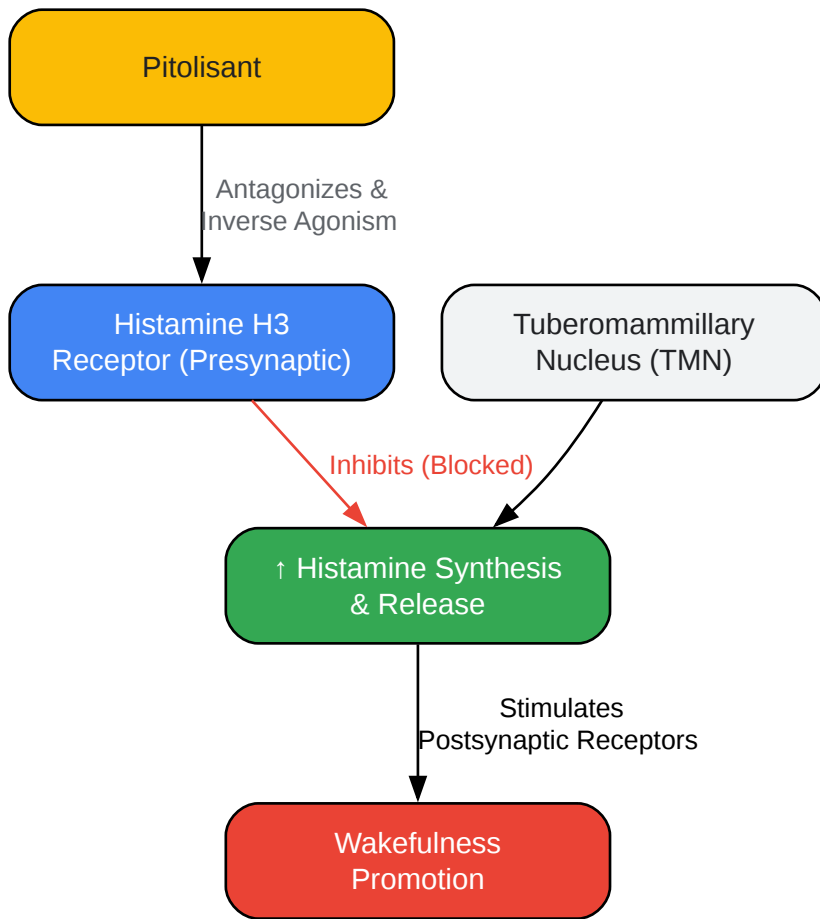 Pitolisant
Antagonizes &
Inverse Agonism
Histamine H3
Receptor (Presynaptic)
Tuberomammillary
Nucleus (TMN)
Inhibits (Blocked)
↑ Histamine Synthesis
& Release
Stimulates
Postsynaptic Receptors
Wakefulness
Promotion